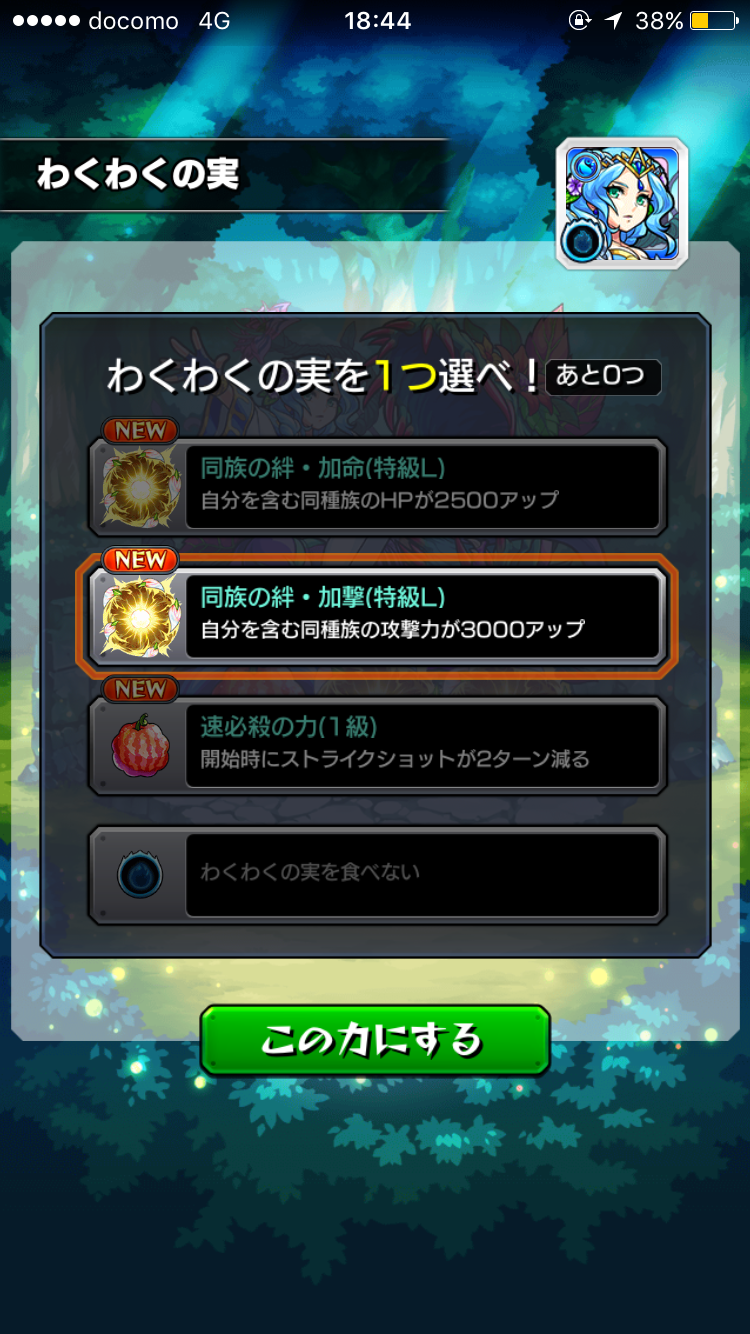 docomo 4G 18:44 38%
わくわくの実
わくわくの実を1つ選べ！ あと0つ
NEW
同族の絆・加命(特級L)
自分を含む同種族のHPが2500アップ
NEW
同族の絆・加撃(特級L)
自分を含む同種族の攻撃力が3000アップ
NEW
速必殺の力(1級)
開始時にストライクショットが2ターン減る
わくわくの実を食べない
この力にする